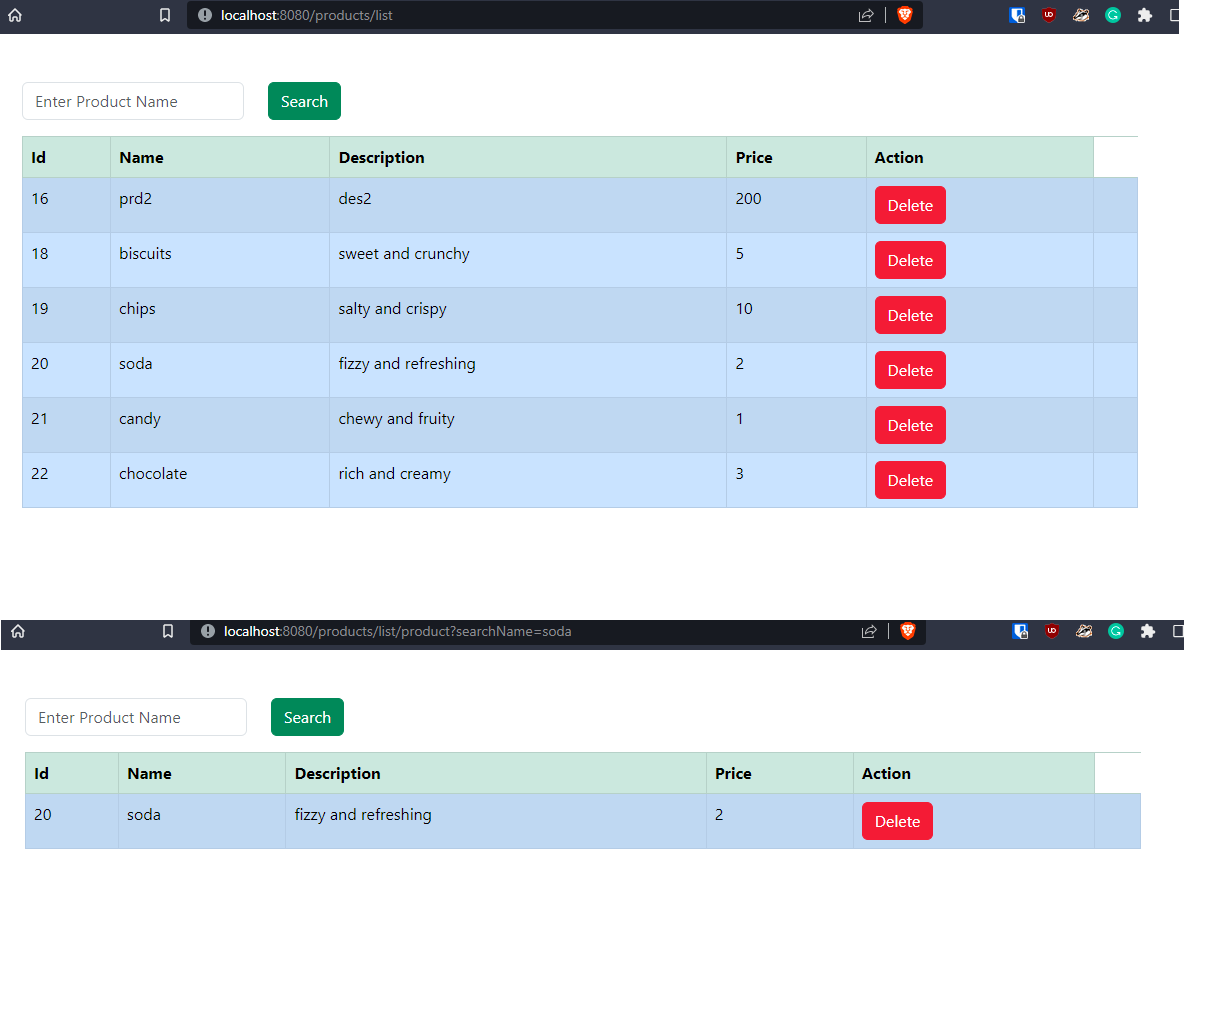 localhost:8080/products/list
Enter Product Name Search
Id Name Description Price Action
16 prd2 des2 200 Delete
18 biscuits sweet and crunchy 5 Delete
19 chips salty and crispy 10 Delete
20 soda fizzy and refreshing 2 Delete
21 candy chewy and fruity 1 Delete
22 chocolate rich and creamy 3 Delete
localhost:8080/products/list/product?searchName=soda
Enter Product Name Search
Id Name Description Price Action
20 soda fizzy and refreshing 2 Delete